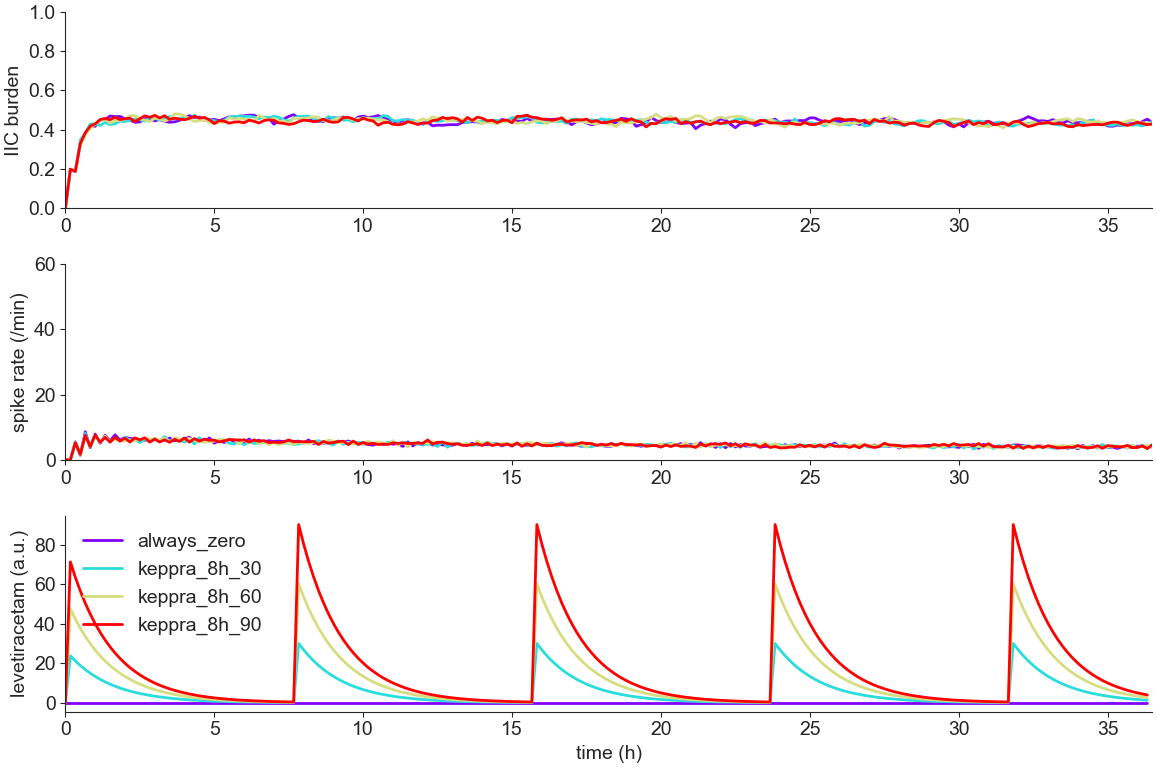 IIC burden
1.0
0.8
0.6
0.4
0.2
0.0
0 5 10 15 20 25 30 35
spike rate (/min)
60
40
20
0
0 5 10 15 20 25 30 35
levetiracetam (a.u.)
80
60
40
20
0
always_zero
keppra_8h_30
keppra_8h_60
keppra_8h_90
0 5 10 15 20 25 30 35
time (h)